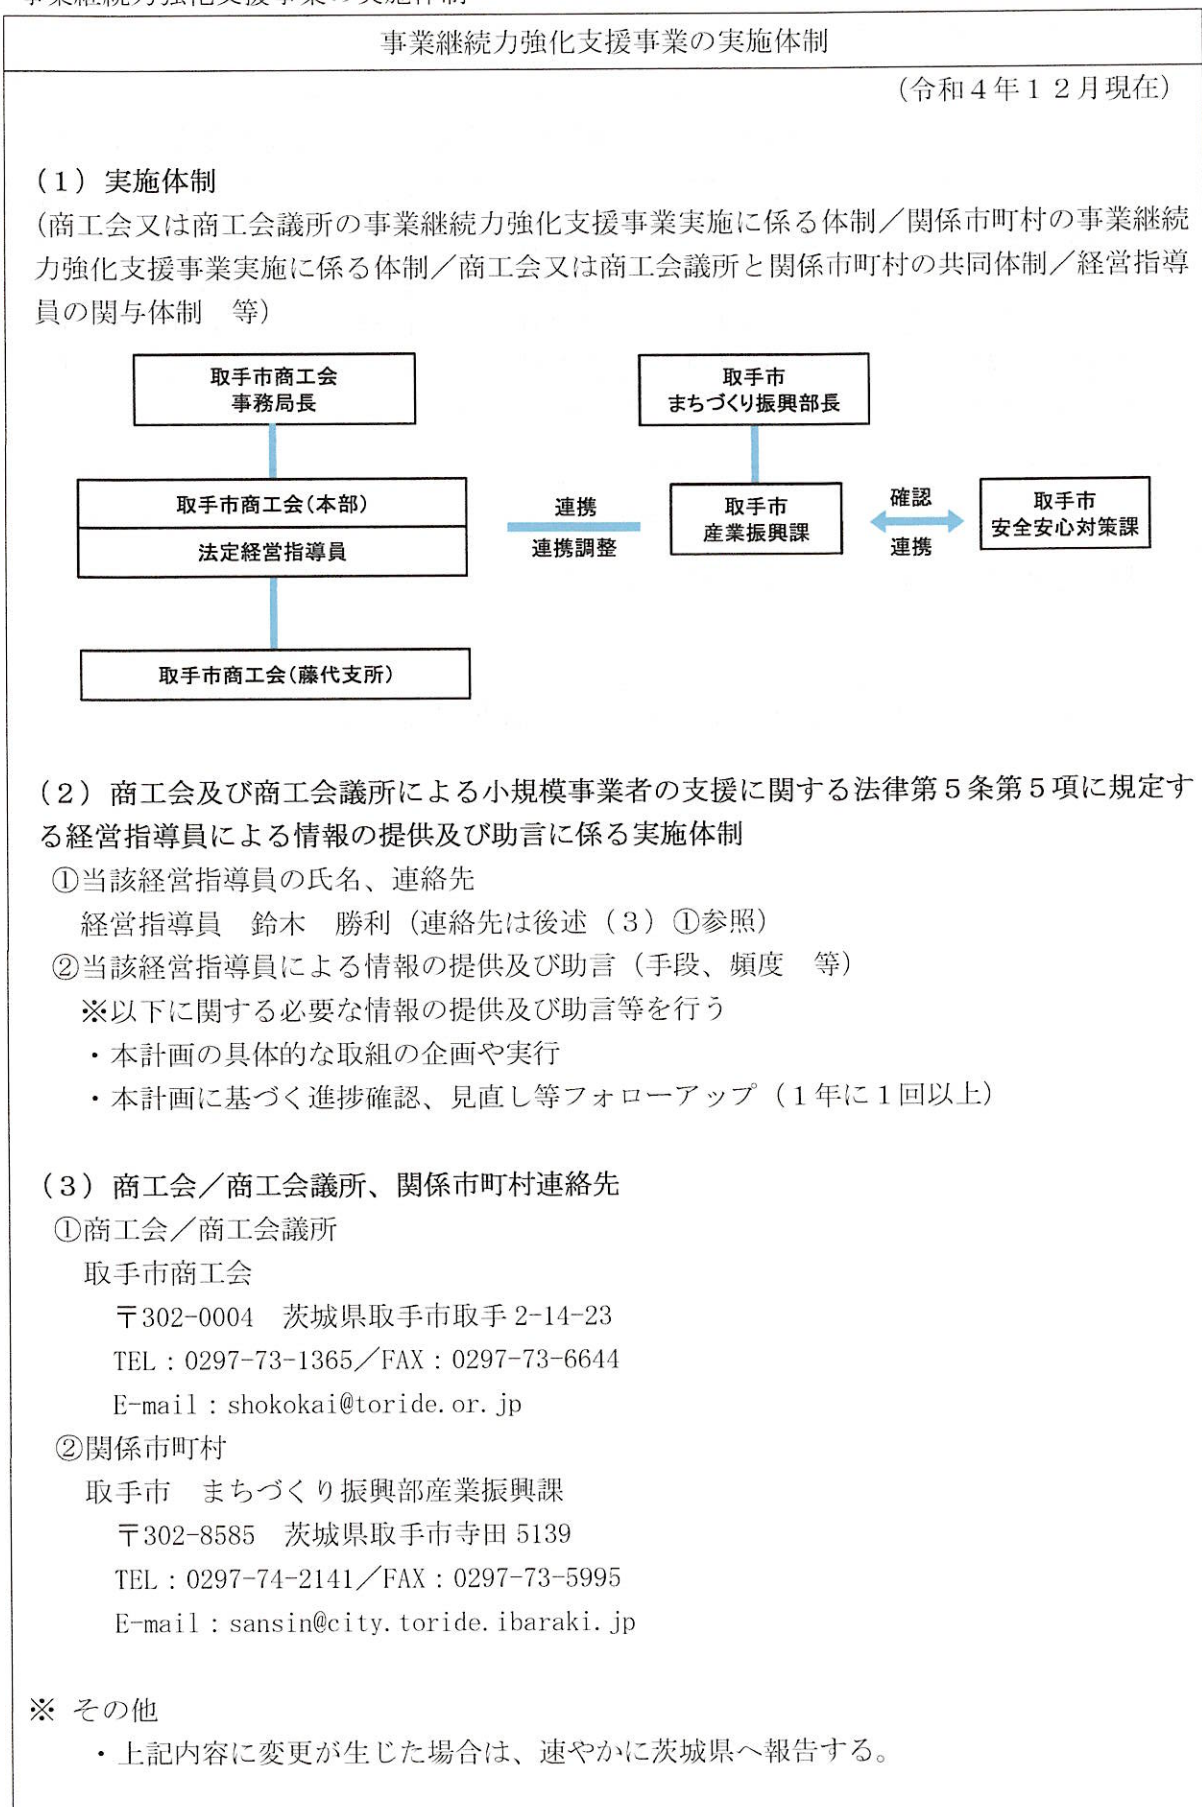 事業継続力強化支援事業の実施体制
事業継続力強化支援事業の実施体制
(令和4年12月現在)
(1)実施体制
(商工会又は商工会議所の事業継続力強化支援事業実施に係る体制/関係市町村の事業継続
力強化支援事業実施に係る体制/商工会又は商工会議所と関係市町村の共同体制/経営指導
員の関与体制 等)
取手市商工会
事務局長
取手市
まちづくり振興部長
取手市商工会(本部)
法定経営指導員
連携
連携調整
取手市
産業振興課
確認
連携
取手市
安全安心対策課
取手市商工会(藤代支所)
(2)商工会及び商工会議所による小規模事業者の支援に関する法律第5条第5項に規定す
る経営指導員による情報の提供及び助言に係る実施体制
①当該経営指導員の氏名、連絡先
経営指導員 鈴木 勝利(連絡先は後述(3)①参照)
②当該経営指導員による情報の提供及び助言(手段、頻度 等)
※以下に関する必要な情報の提供及び助言等を行う
・本計画の具体的な取組の企画や実行
・本計画に基づく進捗確認、見直し等フォローアップ(1年に1回以上)
(3)商工会/商工会議所、関係市町村連絡先
①商工会/商工会議所
取手市商工会
〒302-0004 茨城県取手市取手2-14-23
TEL:0297-73-1365/FAX:0297-73-6644
E-mail:shokokai@toride.or.jp
②関係市町村
取手市 まちづくり振興部産業振興課
〒302-8585 茨城県取手市寺田5139
TEL:0297-74-2141/FAX:0297-73-5995
E-mail:sansin@city.toride.ibaraki.jp
※ その他
・上記内容に変更が生じた場合は、速やかに茨城県へ報告する。